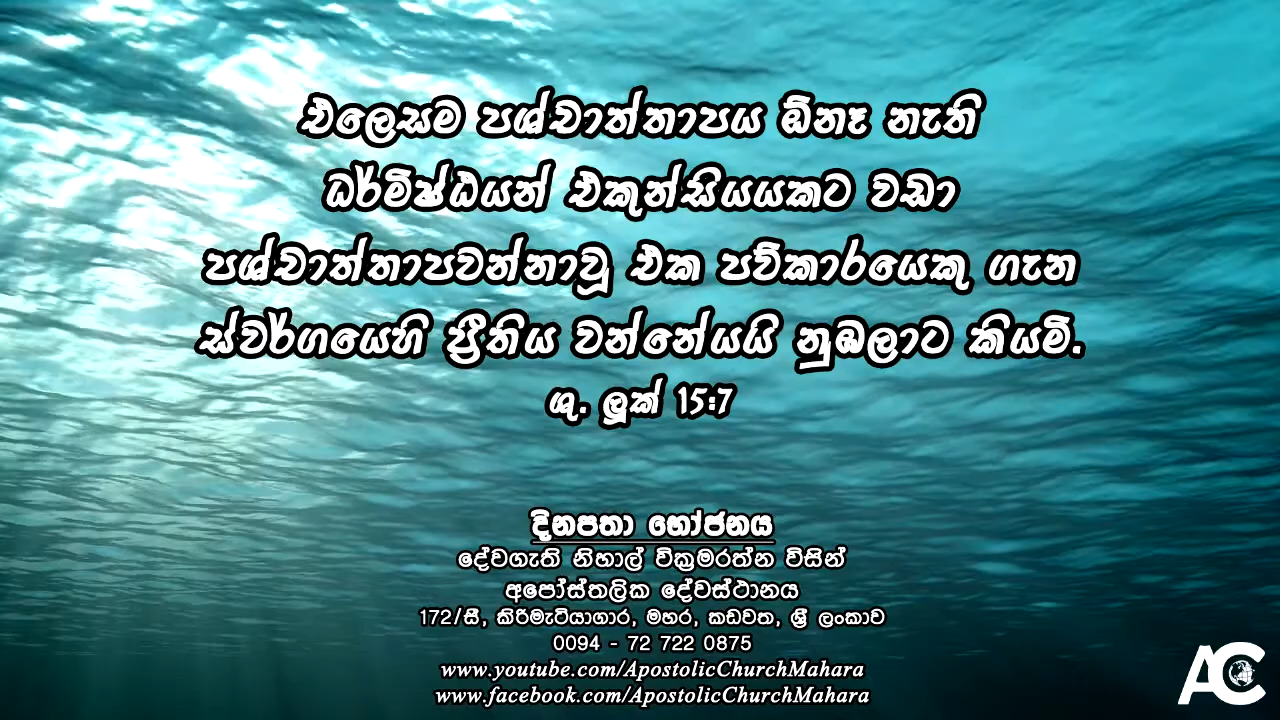 එලෙසම පශ්චාත්තාපය ඕනෑ නැති
ධර්මිෂ්ඨයන් එකුන්සියයකට වඩා
පශ්චාත්තාපවන්නාවූ එක පව්කාරයෙකු ගැන
ස්වර්ගයෙහි ප්‍රීතිය වන්නේයයි නුඹලාට කියමි.
ශු. ලූක් 15:7
දිනපතා භෝජනය
දේවගැති නිහාල් වික්‍රමරත්න විසින්
අපෝස්තලික දේවස්ථානය
172/සී, කිරිමැටියාගාර, මහර, කඩවත, ශ්‍රී ලංකාව
0094 - 72 722 0875
www.youtube.com/ApostolicChurchMahara
www.facebook.com/ApostolicChurchMahara
AC